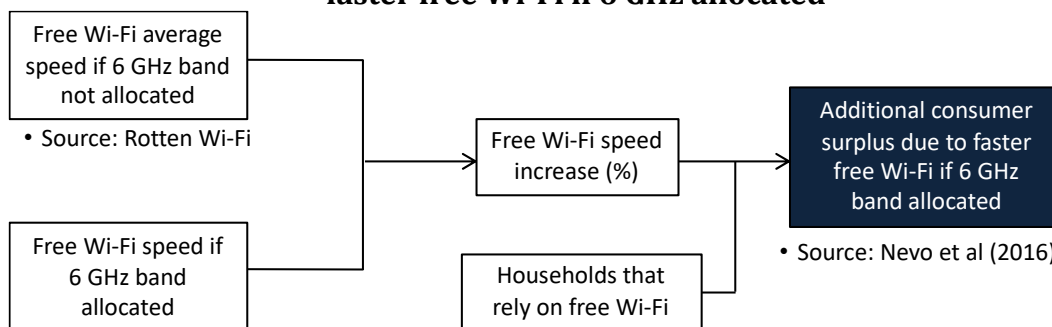 faster free Wi-Fi if 6 GHz allocated
Free Wi-Fi average
speed if 6 GHz band
not allocated
• Source: Rotten Wi-Fi
Free Wi-Fi speed if
6 GHz band
allocated
Free Wi-Fi speed
increase (%)
Households that
rely on free Wi-Fi
Additional consumer
surplus due to faster
free Wi-Fi if 6 GHz
band allocated
• Source: Nevo et al (2016)